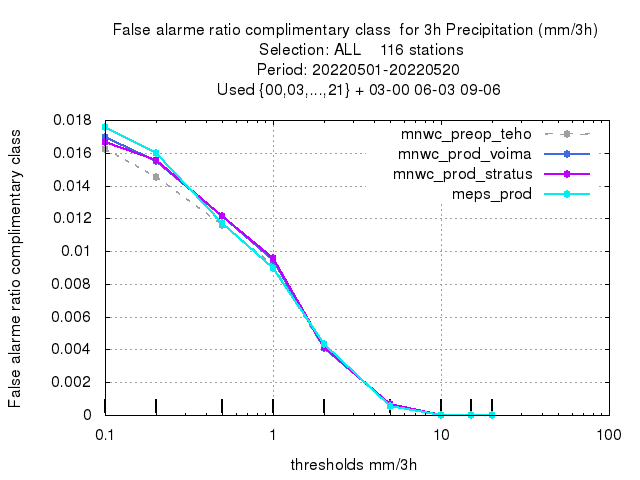 False alarme ratio complimentary class  for 3h Precipitation (mm/3h)
Selection: ALL    116 stations
Period: 20220501-20220520
Used {00,03,...,21} + 03-00 06-03 09-06
False alarme ratio complimentary class
0.018
0.016
0.014
0.012
0.01
0.008
0.006
0.004
0.002
0
mnwc_preop_teho
mnwc_prod_voima
mnwc_prod_stratus
meps_prod
0.1 1 10 100
thresholds mm/3h